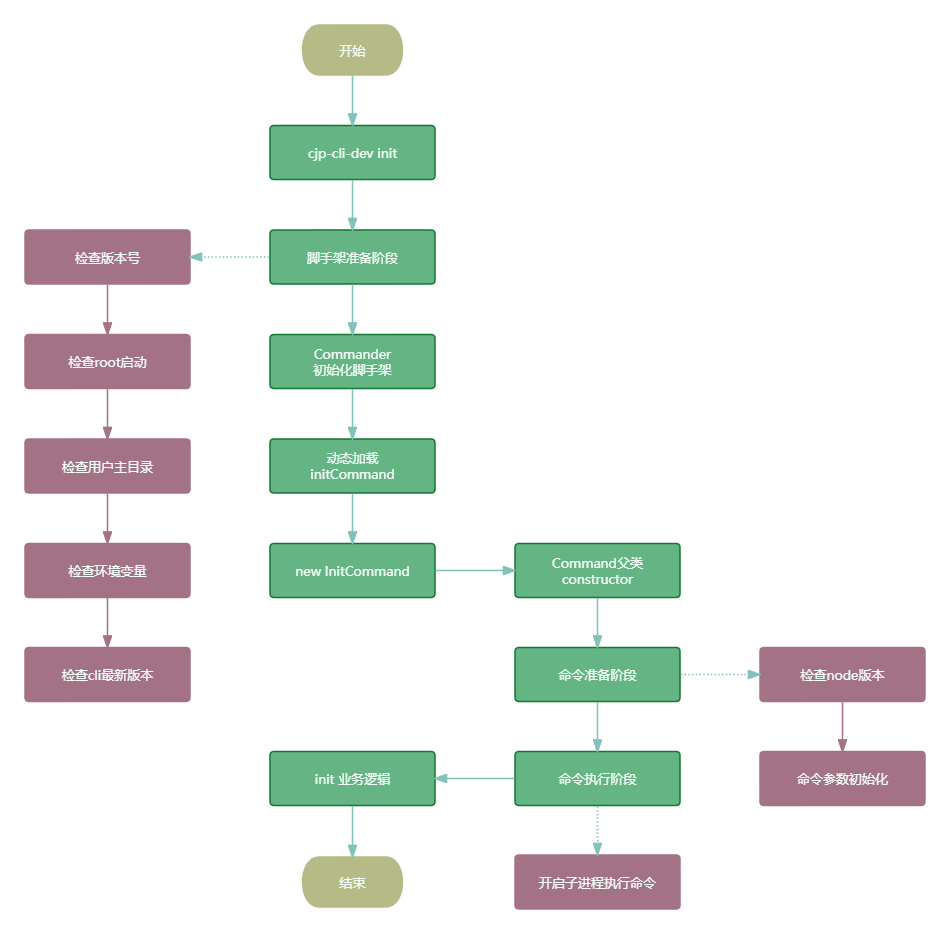 开始
cjp-cli-dev init
检查版本号
脚手架准备阶段
检查root启动
Commander
初始化脚手架
检查用户主目录
动态加载
initCommand
检查环境变量
new InitCommand
Command父类
constructor
检查cli最新版本
命令准备阶段
检查node版本
init 业务逻辑
命令执行阶段
命令参数初始化
结束
开启子进程执行命令